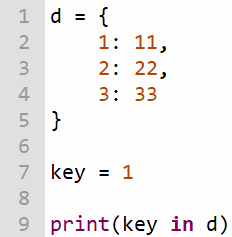 1 d = {
2     1: 11,
3     2: 22,
4     3: 33
5 }
6
7 key = 1
8
9 print(key in d)